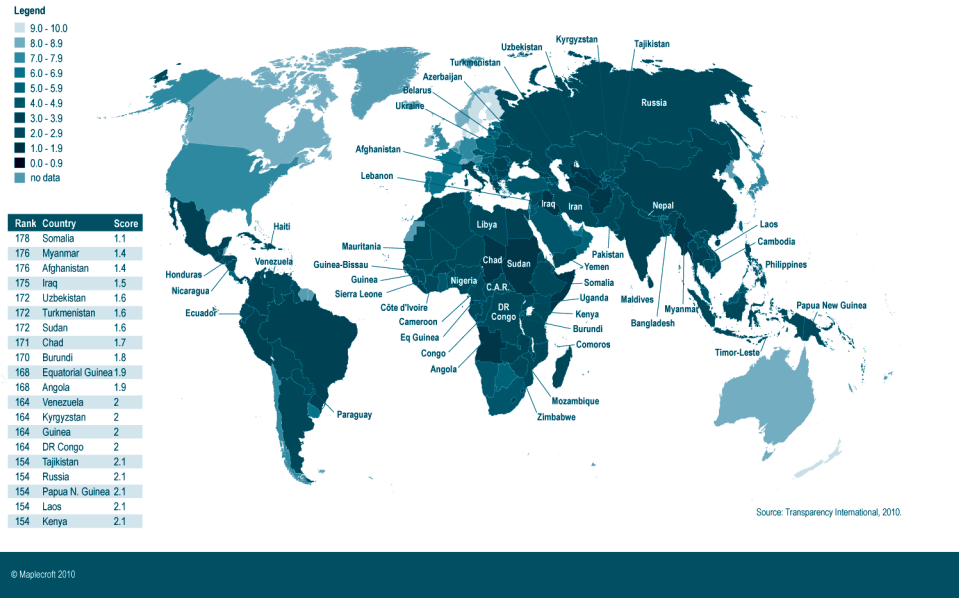 Legend
9.0 - 10.0
8.0 - 8.9
7.0 - 7.9
6.0 - 6.9
5.0 - 5.9
4.0 - 4.9
3.0 - 3.9
2.0 - 2.9
1.0 - 1.9
0.0 - 0.9
no data
Rank Country Score
178 Somalia 1.1
176 Myanmar 1.4
176 Afghanistan 1.4
175 Iraq 1.5
172 Uzbekistan 1.6
172 Turkmenistan 1.6
172 Sudan 1.6
171 Chad 1.7
170 Burundi 1.8
168 Equatorial Guinea 1.9
168 Angola 1.9
164 Venezuela 2
164 Kyrgyzstan 2
164 Guinea 2
164 DR Congo 2
154 Tajikistan 2.1
154 Russia 2.1
154 Papua N. Guinea 2.1
154 Laos 2.1
154 Kenya 2.1
Kyrgyzstan
Tajikistan
Uzbekistan
Turkmenistan
Azerbaijan
Belarus
Ukraine
Russia
Afghanistan
Lebanon
Iraq
Iran
Nepal
Haiti
Libya
Laos
Cambodia
Mauritania
Pakistan
Venezuela
Chad
Sudan
Yemen
Philippines
Guinea-Bissau
Honduras
Guinea
Nigeria
Somalia
Nicaragua
Sierra Leone
C.A.R.
Uganda
Maldives
Myanmar
Papua New Guinea
Ecuador
Côte d'Ivoire
DR
Congo
Kenya
Bangladesh
Cameroon
Burundi
Eq Guinea
Comoros
Congo
Timor-Leste
Angola
Mozambique
Paraguay
Zimbabwe
Source: Transparency International, 2010.
© Maplecroft 2010